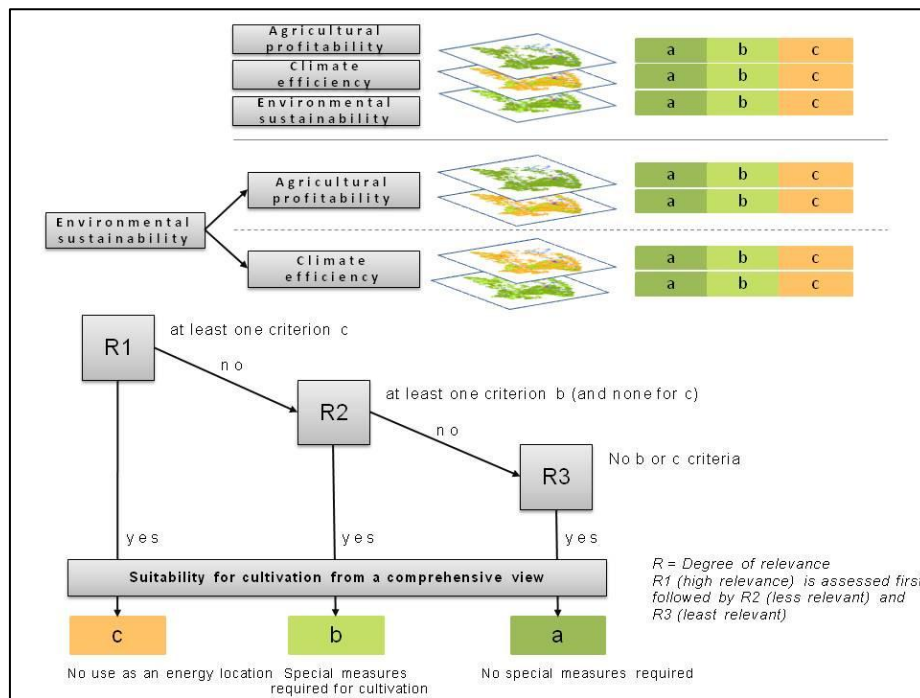 Agricultural
profitability
Climate
efficiency
Environmental
sustainability
a b c
a b c
a b c
Environmental
sustainability
Agricultural
profitability
a b c
a b c
Climate
efficiency
a b c
a b c
R1
at least one criterion c
no
R2
at least one criterion b (and none for c)
no
R3
No b or c criteria
yes
yes
yes
Suitability for cultivation from a comprehensive view
R = Degree of relevance
R1 (high relevance) is assessed first
followed by R2 (less relevant) and
R3 (least relevant)
c
b
a
No use as an energy location
Special measures
required for cultivation
No special measures required